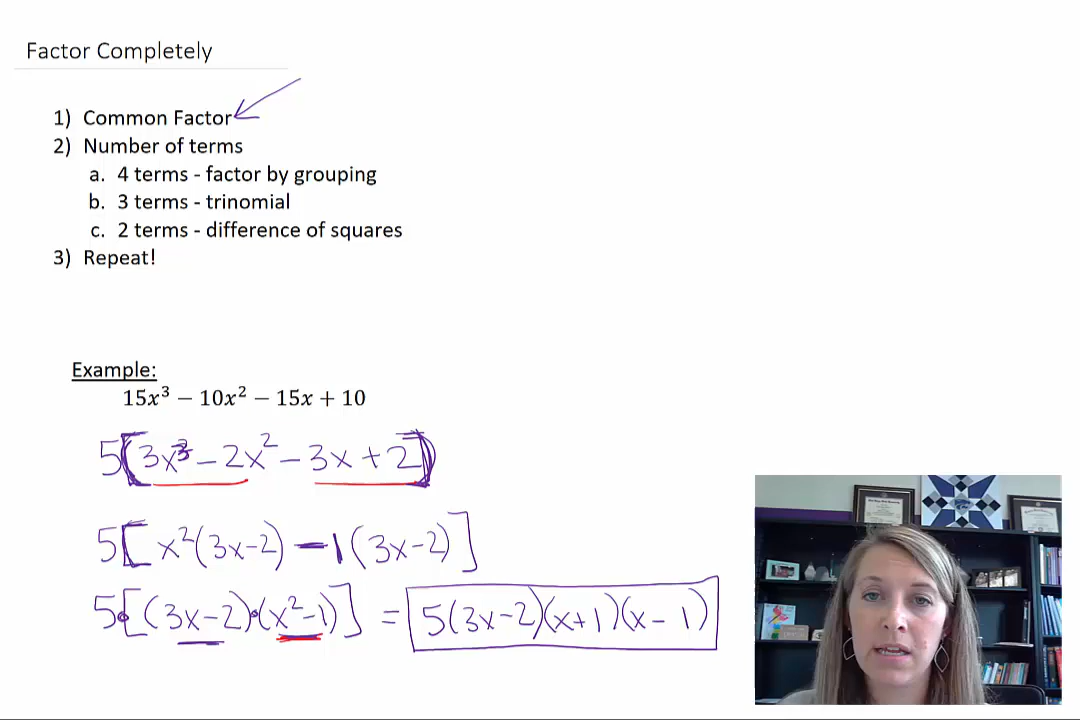 Factor Completely
1) Common Factor
2) Number of terms
a. 4 terms - factor by grouping
b. 3 terms - trinomial
c. 2 terms - difference of squares
3) Repeat!
Example:
15x³ − 10x² − 15x + 10
5[(3x³ − 2x² − 3x + 2)]
5[x²(3x−2) −1(3x−2)]
5·[(3x−2)·(x²−1)] = 5(3x−2)(x+1)(x−1)